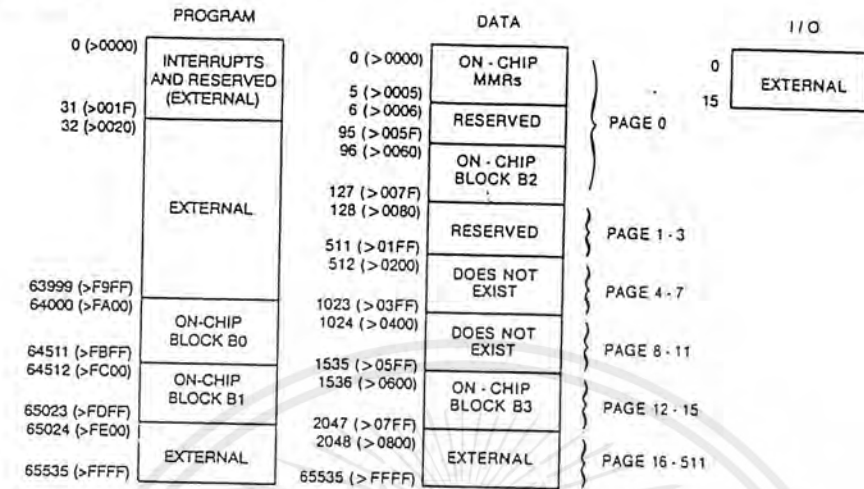 PROGRAM
0 (>0000)
INTERRUPTS
AND RESERVED
(EXTERNAL)
31 (>001F)
32 (>0020)
EXTERNAL
63999 (>F9FF)
64000 (>FA00)
ON-CHIP
BLOCK B0
64511 (>FBFF)
64512 (>FC00)
ON-CHIP
BLOCK B1
65023 (>FDFF)
65024 (>FE00)
EXTERNAL
65535 (>FFFF)
DATA
0 (>0000)
ON - CHIP
MMRs
5 (>0005)
6 (>0006)
RESERVED
95 (>005F)
96 (>0060)
ON - CHIP
BLOCK B2
127 (>007F)
PAGE 0
128 (>0080)
RESERVED
511 (>01FF)
PAGE 1 - 3
512 (>0200)
DOES NOT
EXIST
1023 (>03FF)
PAGE 4 - 7
1024 (>0400)
DOES NOT
EXIST
1535 (>05FF)
PAGE 8 - 11
1536 (>0600)
ON - CHIP
BLOCK B3
2047 (>07FF)
PAGE 12 - 15
2048 (>0800)
EXTERNAL
65535 (>FFFF)
PAGE 16 - 511
I/O
0
EXTERNAL
15